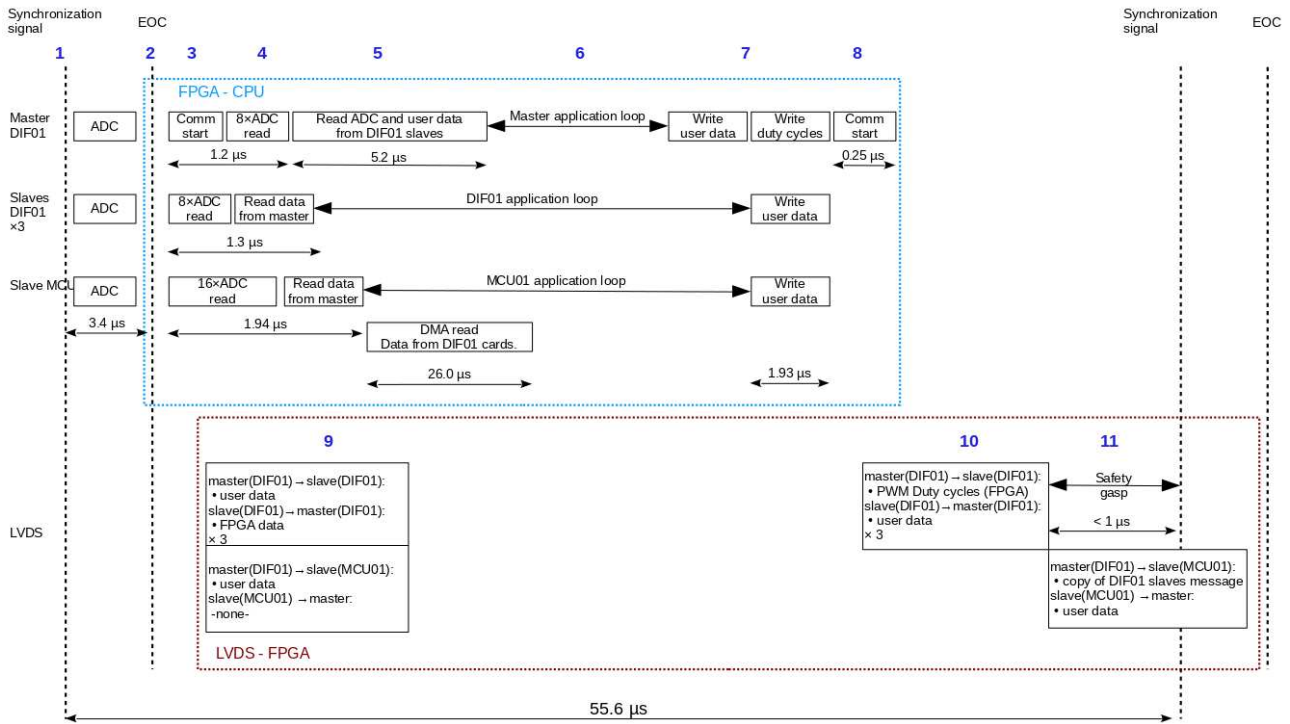 Synchronization
signal
EOC
Synchronization
signal
EOC
1 2 3 4 5 6 7 8
FPGA - CPU
Master
DIF01
ADC
Comm
start
8×ADC
read
Read ADC and user data
from DIF01 slaves
Master application loop
Write
user data
Write
duty cycles
Comm
start
1.2 µs
5.2 µs
0.25 µs
Slaves
DIF01
×3
ADC
8×ADC
read
Read data
from master
DIF01 application loop
Write
user data
1.3 µs
Slave MCU
ADC
16×ADC
read
Read data
from master
MCU01 application loop
Write
user data
3.4 µs
1.94 µs
DMA read
Data from DIF01 cards.
26.0 µs
1.93 µs
9
10
11
LVDS
master(DIF01)→slave(DIF01):
• user data
slave(DIF01)→master(DIF01):
• FPGA data
× 3
master(DIF01)→slave(MCU01):
• user data
slave(MCU01) →master:
-none-
master(DIF01)→slave(DIF01):
• PWM Duty cycles (FPGA)
slave(DIF01)→master(DIF01):
• user data
× 3
Safety
gasp
< 1 µs
master(DIF01)→slave(MCU01):
• copy of DIF01 slaves message
slave(MCU01) →master:
• user data
LVDS - FPGA
55.6 µs